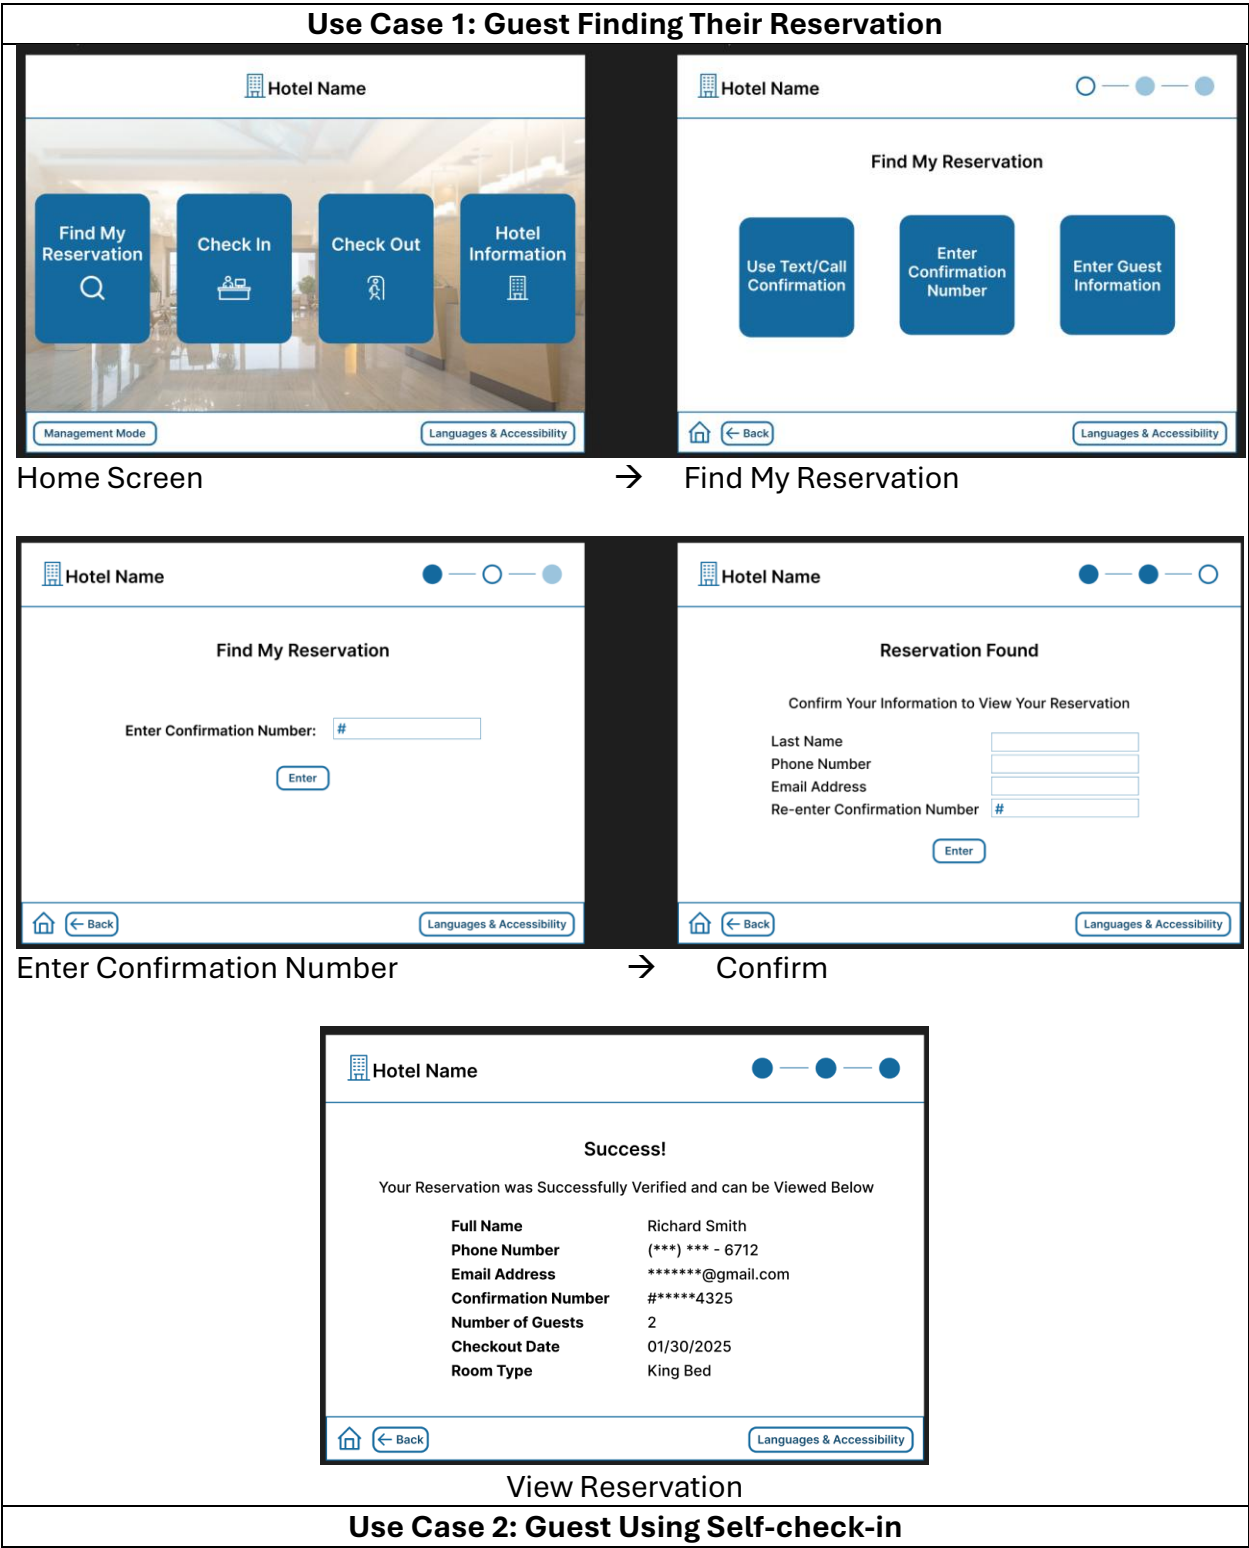 Use Case 1: Guest Finding Their Reservation
Hotel Name
Find My
Reservation
Check In
Check Out
Hotel
Information
Management Mode
Languages & Accessibility
Hotel Name
Find My Reservation
Use Text/Call
Confirmation
Enter
Confirmation
Number
Enter Guest
Information
← Back
Languages & Accessibility
Home Screen → Find My Reservation
Hotel Name
Find My Reservation
Enter Confirmation Number: #
Enter
← Back
Languages & Accessibility
Hotel Name
Reservation Found
Confirm Your Information to View Your Reservation
Last Name
Phone Number
Email Address
Re-enter Confirmation Number #
Enter
← Back
Languages & Accessibility
Enter Confirmation Number → Confirm
Hotel Name
Success!
Your Reservation was Successfully Verified and can be Viewed Below
Full Name Richard Smith
Phone Number (***) *** - 6712
Email Address *******@gmail.com
Confirmation Number #*****4325
Number of Guests 2
Checkout Date 01/30/2025
Room Type King Bed
← Back
Languages & Accessibility
View Reservation
Use Case 2: Guest Using Self-check-in